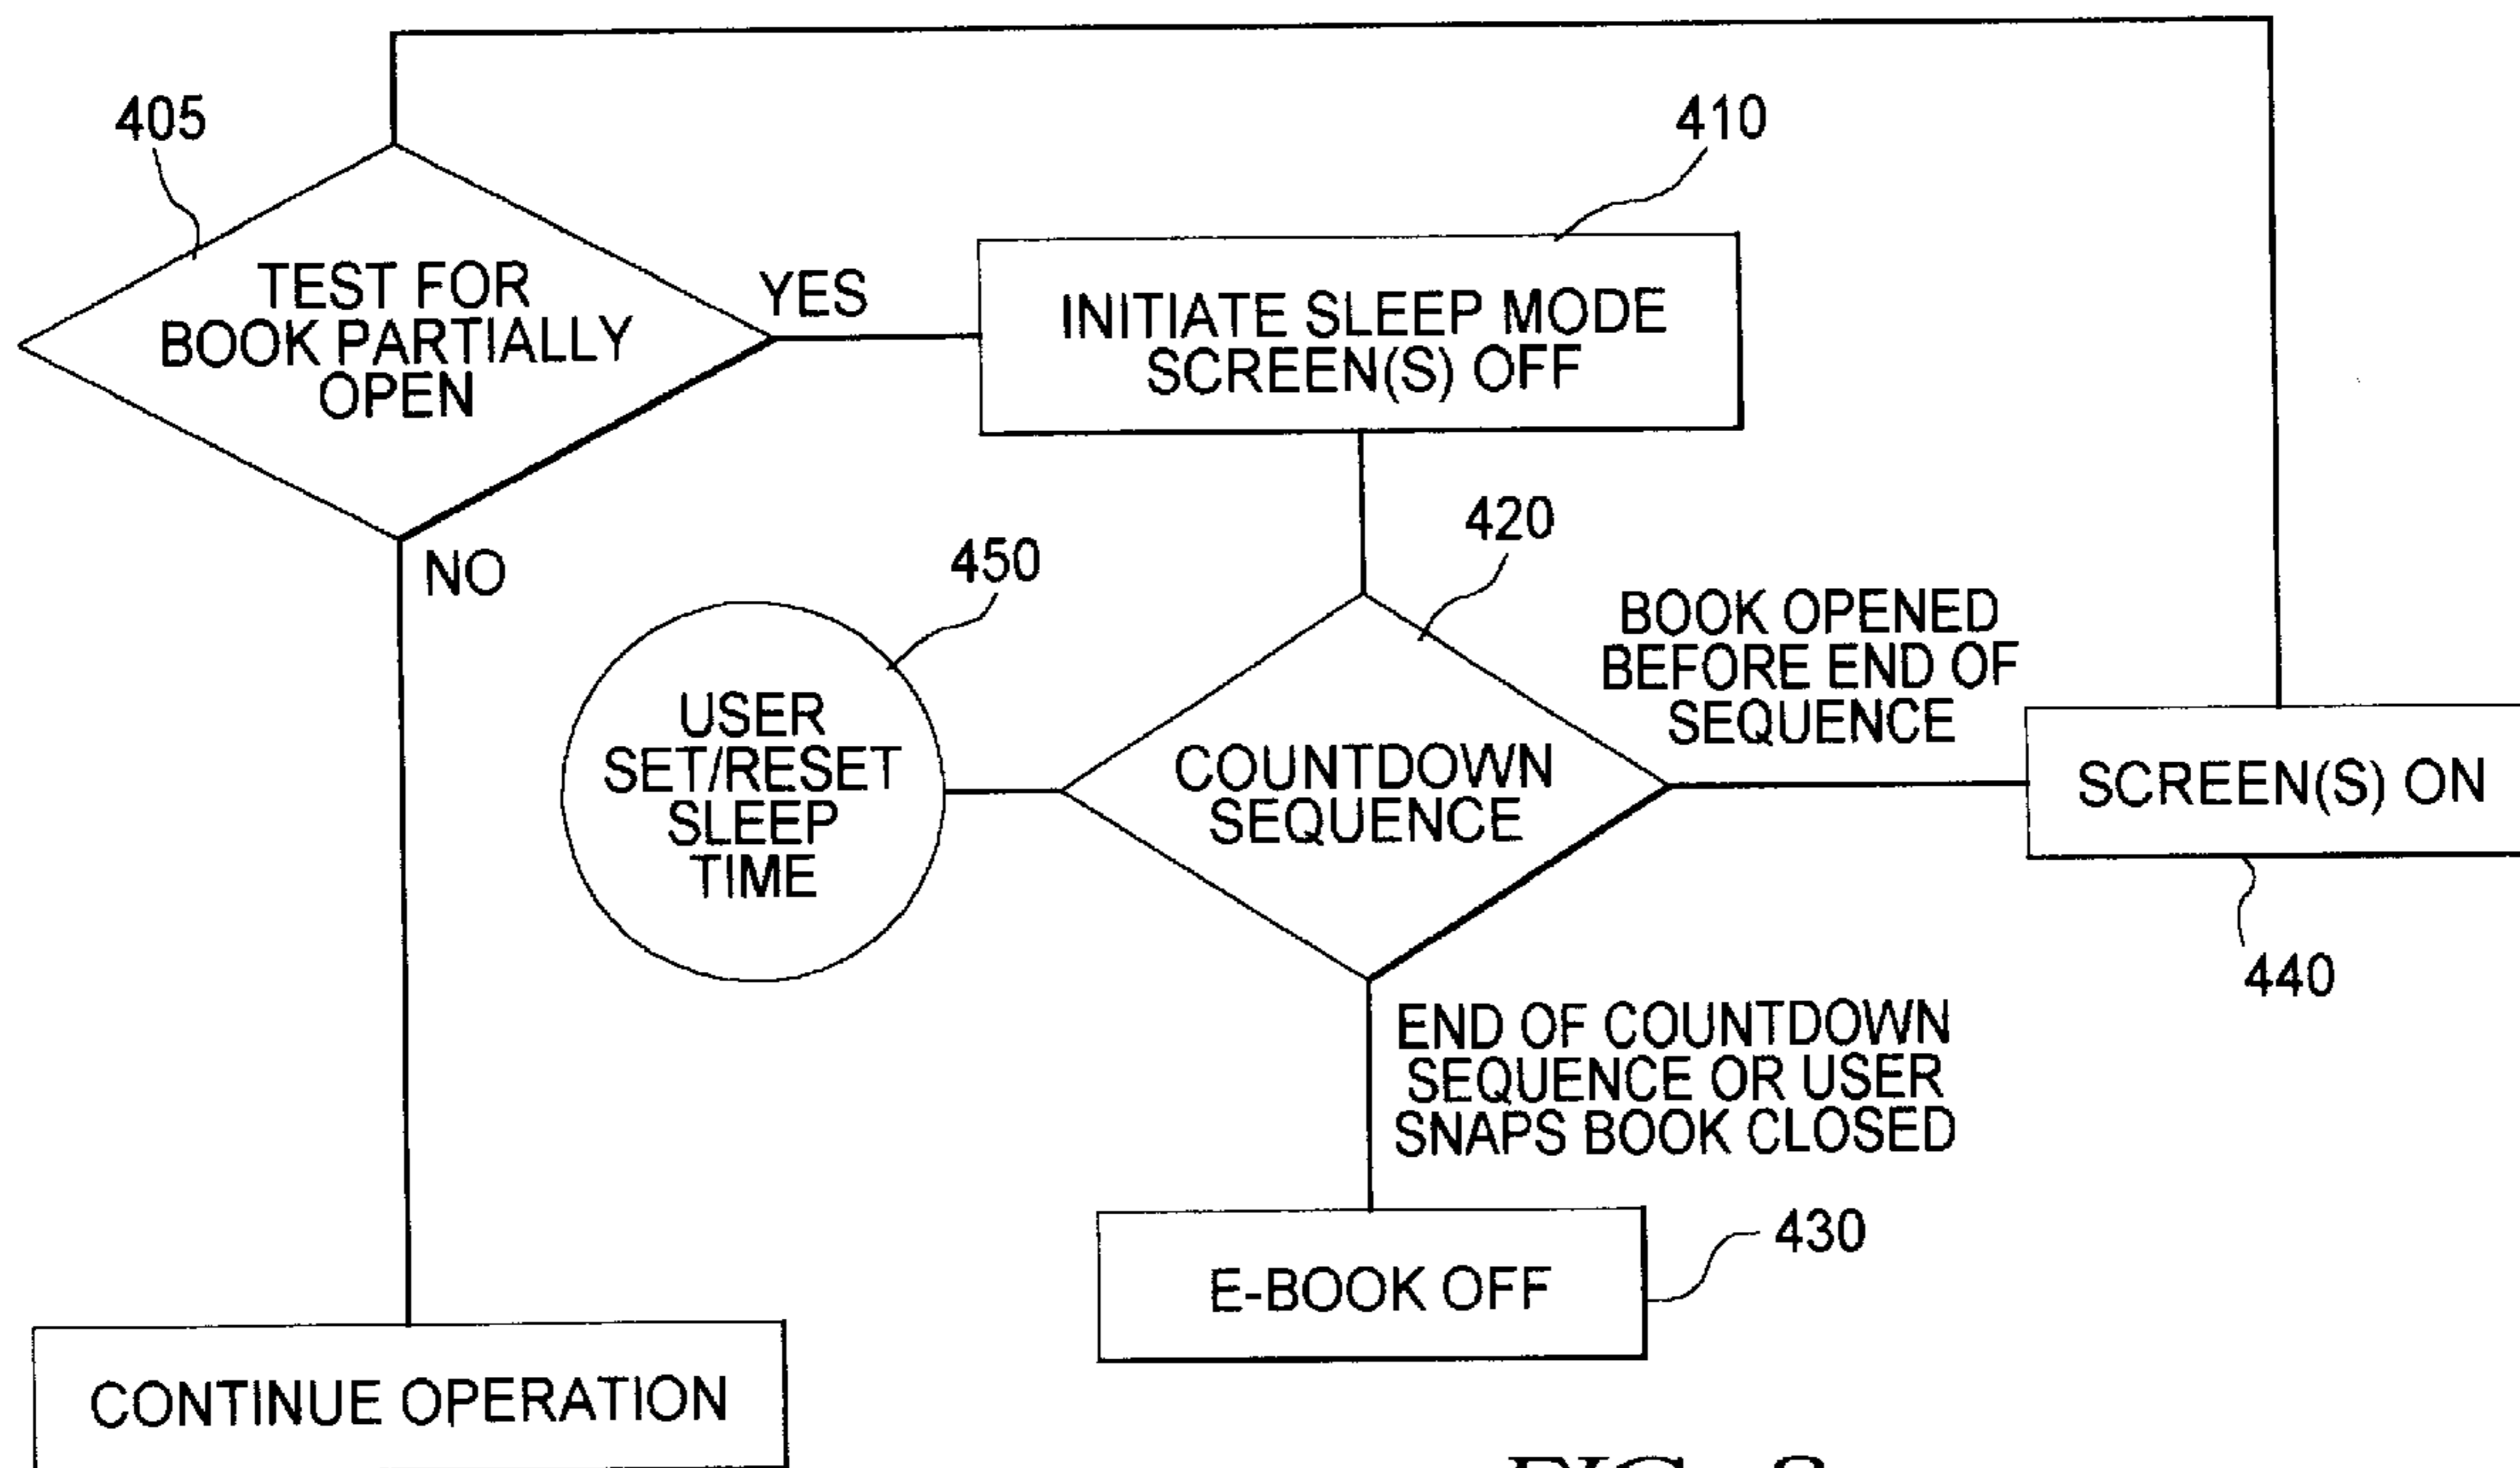 405
TEST FOR
BOOK PARTIALLY
OPEN
YES
NO
410
INITIATE SLEEP MODE
SCREEN(S) OFF
420
COUNTDOWN
SEQUENCE
450
USER
SET/RESET
SLEEP
TIME
BOOK OPENED
BEFORE END OF
SEQUENCE
SCREEN(S) ON
440
END OF COUNTDOWN
SEQUENCE OR USER
SNAPS BOOK CLOSED
E-BOOK OFF
430
CONTINUE OPERATION